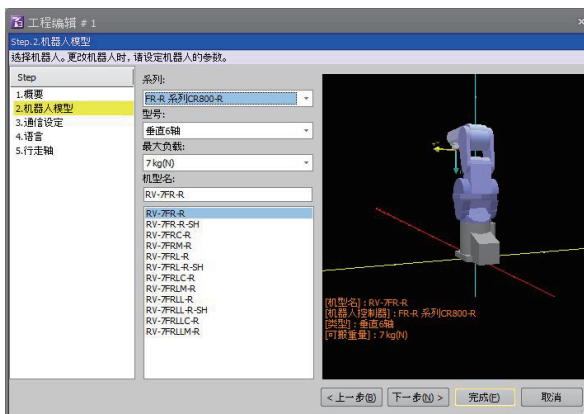 工程编辑 # 1
Step.2.机器人模型
选择机器人。更改机器人时,请设定机器人的参数。
Step
1.概要
2.机器人模型
3.通信设定
4.语言
5.行走轴
系列:
FR-R 系列CR800-R
型号:
垂直6轴
最大负载:
7kg(N)
机型名:
RV-7FR-R
RV-7FR-R
RV-7FR-R-SH
RV-7FRC-R
RV-7FRM-R
RV-7FRL-R
RV-7FRL-R-SH
RV-7FRLC-R
RV-7FRLM-R
RV-7FRLL-R
RV-7FRLL-R-SH
RV-7FRLLC-R
RV-7FRLLM-R
[机型名] : RV-7FR-R
[机器人控制器] : FR-R 系列CR800-R
[类型] : 垂直6轴
[可搬重量] : 7kg(N)
< 上一步(B)
下一步(N) >
完成(F)
取消